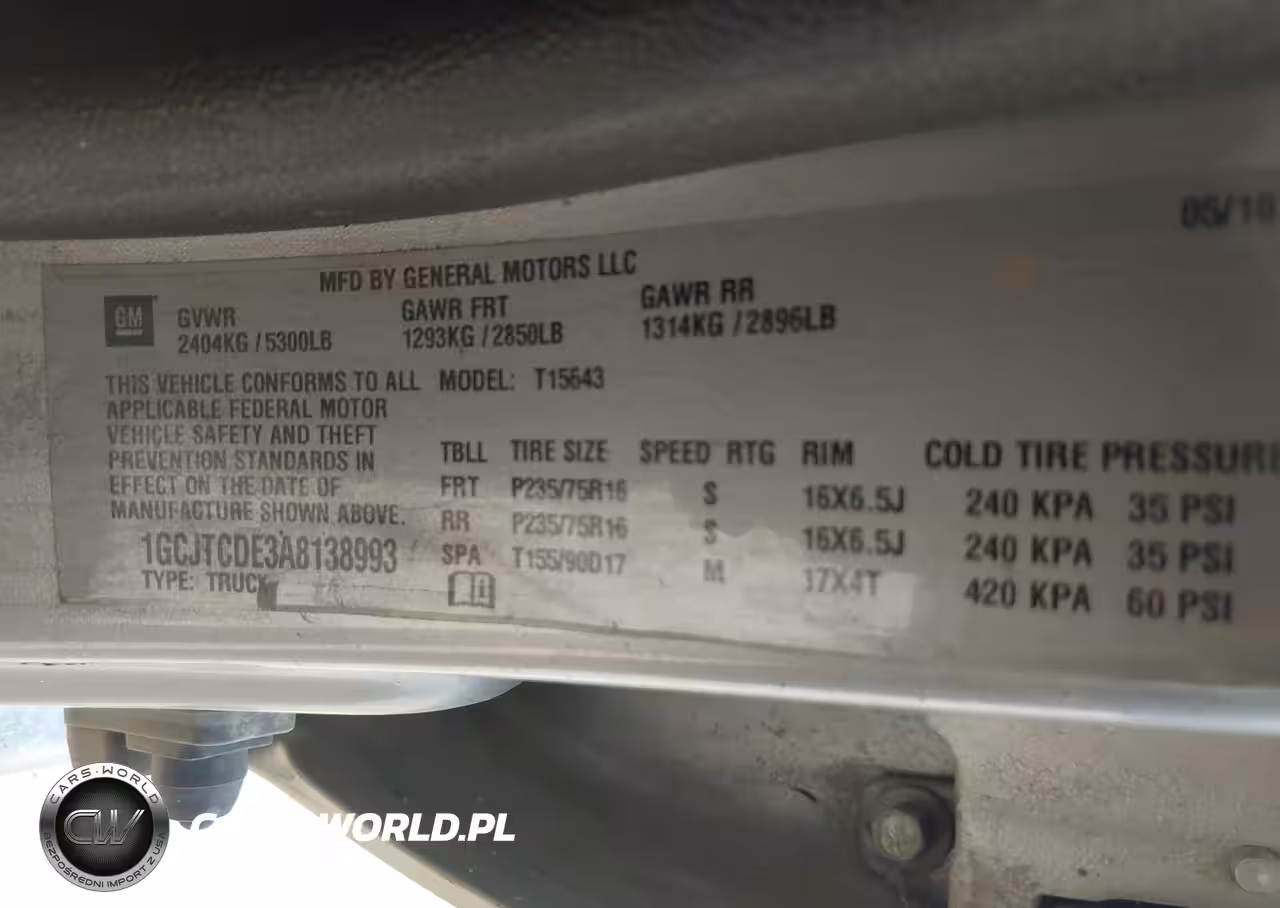 05/10
MFD BY GENERAL MOTORS LLC
GM
GVWR GAWR FRT GAWR RR
2404KG / 5300LB 1293KG / 2850LB 1314KG / 2896LB
THIS VEHICLE CONFORMS TO ALL MODEL: T15643
APPLICABLE FEDERAL MOTOR
VEHICLE SAFETY AND THEFT
PREVENTION STANDARDS IN
EFFECT ON THE DATE OF
MANUFACTURE SHOWN ABOVE.
1GCJTCDE3A8138993
TYPE: TRUCK
TBLL TIRE SIZE SPEED RTG RIM COLD TIRE PRESSURE
FRT P235/75R16 S 16X6.5J 240 KPA 35 PSI
RR P235/75R16 S 16X6.5J 240 KPA 35 PSI
SPA T155/90D17 M 17X4T 420 KPA 60 PSI
CARS-WORLD
CW
BEZPOŚREDNI IMPORT Z USA
CARS-WORLD.PL